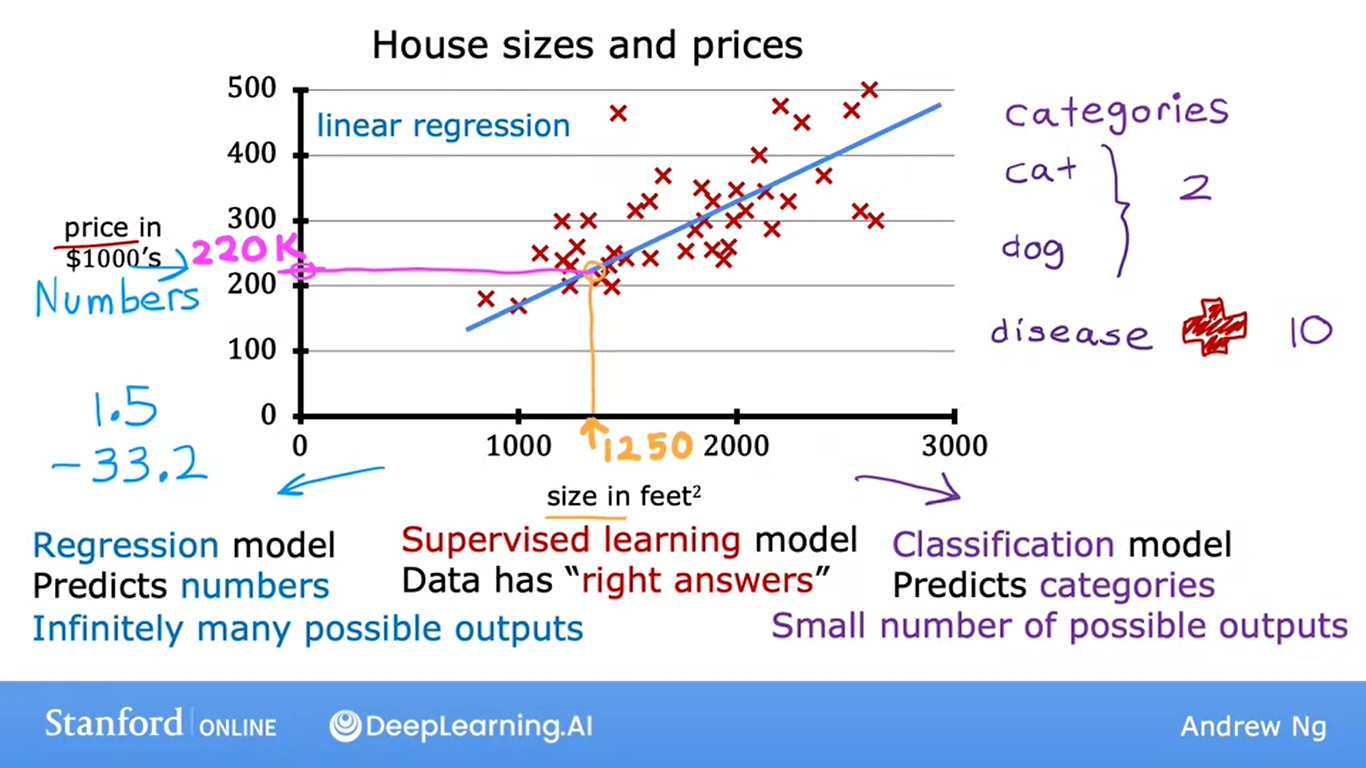 House sizes and prices
500
linear regression
400
300
200
100
0
price in
$1000's
220K
Numbers
1.5
-33.2
categories
cat
dog
2
disease
10
0
1000
1250
2000
3000
size in feet²
Regression model
Predicts numbers
Infinitely many possible outputs
Supervised learning model
Data has “right answers”
Classification model
Predicts categories
Small number of possible outputs
Stanford | ONLINE
DeepLearning.AI
Andrew Ng